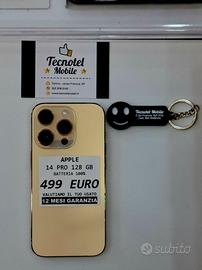 Tecnotel
Mobile
Tecnotel Mobile
APPLE
14 PRO 128 GB
BATTERIA 100%
499 EURO
VALUTIAMO IL TUO USATO
12 MESI GARANZIA
subito